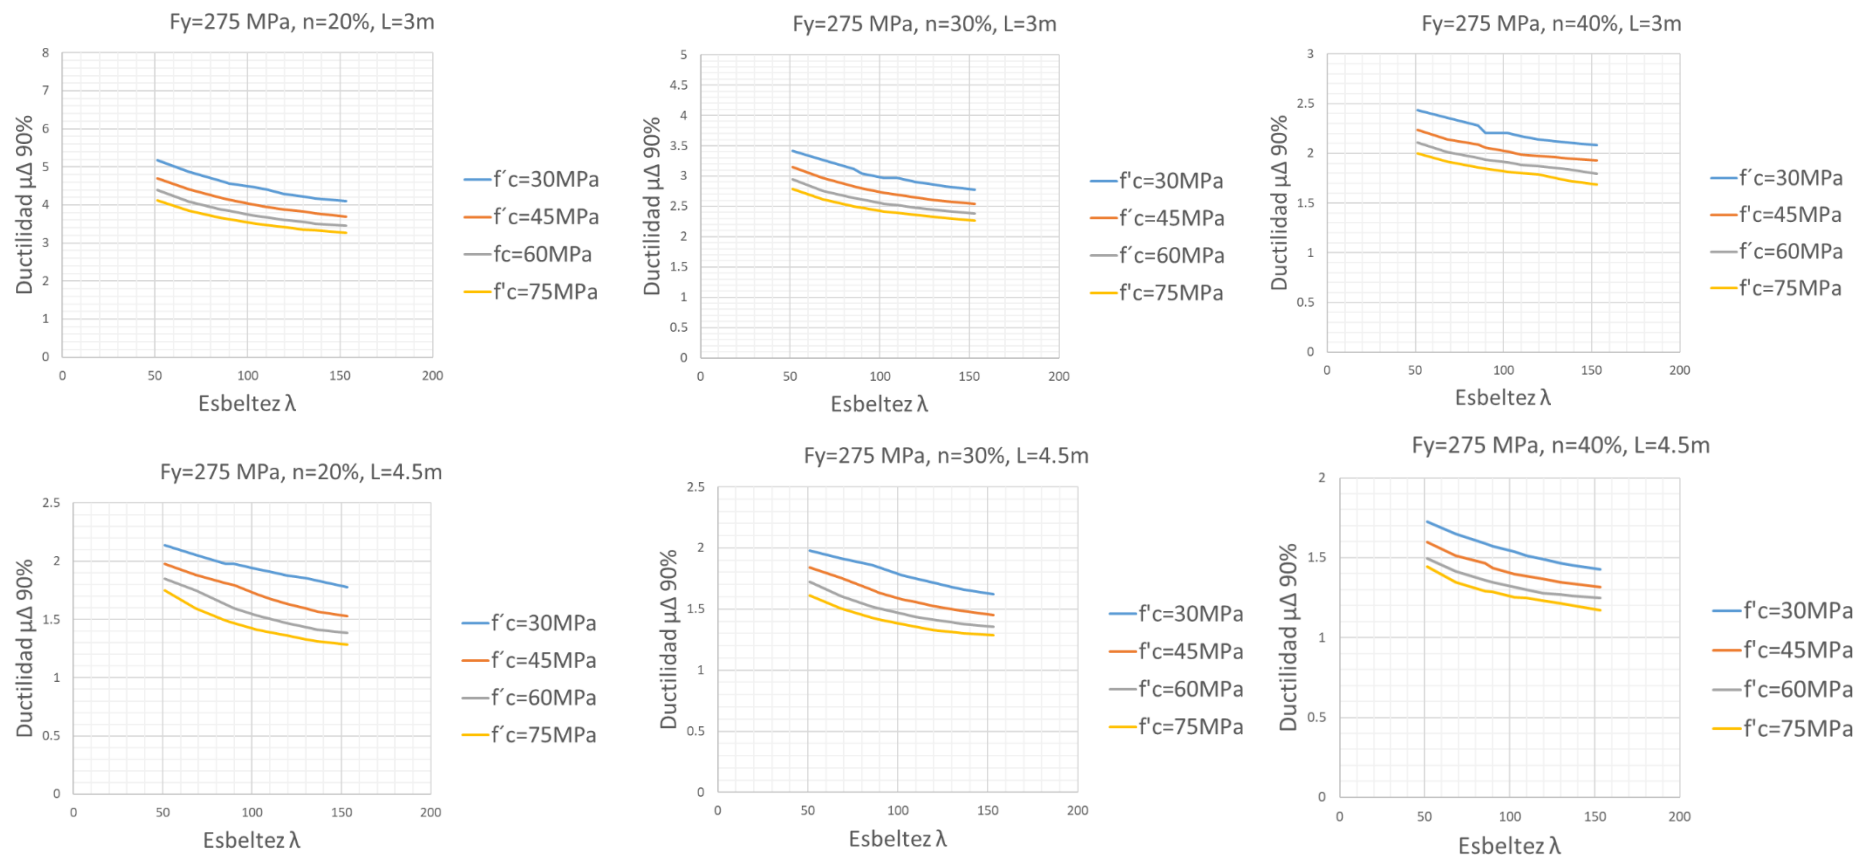 Fy=275 MPa, n=20%, L=3m
Ductilidad µΔ 90%
8
7
6
5
4
3
2
1
0
0 50 100 150 200
Esbeltez λ
f´c=30MPa
f´c=45MPa
fc=60MPa
f'c=75MPa
Fy=275 MPa, n=30%, L=3m
Ductilidad µΔ 90%
5
4.5
4
3.5
3
2.5
2
1.5
1
0.5
0
0 50 100 150 200
Esbeltez λ
f'c=30MPa
f´c=45MPa
f´c=60MPa
f'c=75MPa
Fy=275 MPa, n=40%, L=3m
Ductilidad µΔ 90%
3
2.5
2
1.5
1
0.5
0
0 50 100 150 200
Esbeltez λ
f´c=30MPa
f'c=45MPa
f´c=60MPa
f'c=75MPa
Fy=275 MPa, n=20%, L=4.5m
Ductilidad µΔ 90%
2.5
2
1.5
1
0.5
0
0 50 100 150 200
Esbeltez λ
f´c=30MPa
f´c=45MPa
f´c=60MPa
f´c=75MPa
Fy=275 MPa, n=30%, L=4.5m
Ductilidad µΔ 90%
2.5
2
1.5
1
0.5
0
0 50 100 150 200
Esbeltez λ
f'c=30MPa
f'c=45MPa
f'c=60MPa
f'c=75MPa
Fy=275 MPa, n=40%, L=4.5m
Ductilidad µΔ 90%
2
1.5
1
0.5
0
0 50 100 150 200
Esbeltez λ
f'c=30MPa
f'c=45MPa
f'c=60MPa
f'c=75MPa